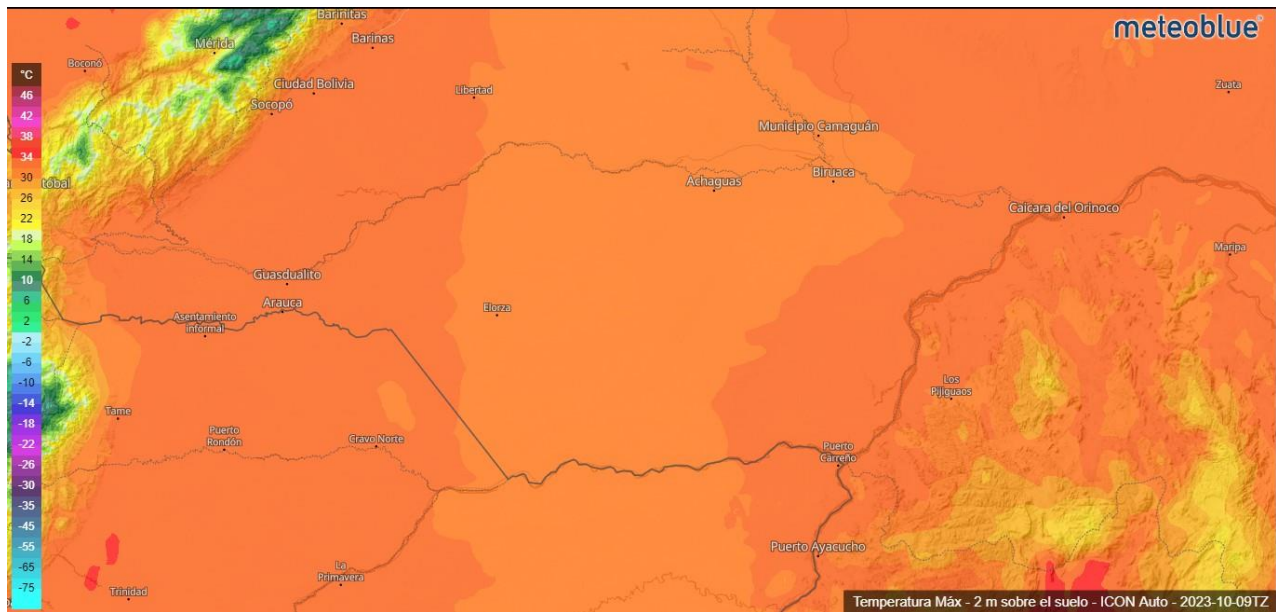 meteoblue
Barinitas
Mérida
Barinas
Boconó
°C
46
42
38
34
30
26
22
18
14
10
6
2
-2
-6
-10
-14
-18
-22
-26
-30
-35
-45
-55
-65
-75
Ciudad Bolivia
Libertad
Zuata
Socopó
Municipio Camaguán
tóbal
Achaguas
Biruaca
Caicara del Orinoco
Maripa
Guasdualito
Arauca
Elorza
Asentamiento
informal
Los
Pijiguaos
Tame
Puerto
Rondón
Cravo Norte
Puerto
Carreño
Puerto Ayacucho
La
Primavera
Trinidad
Temperatura Máx - 2 m sobre el suelo - ICON Auto - 2023-10-09TZ